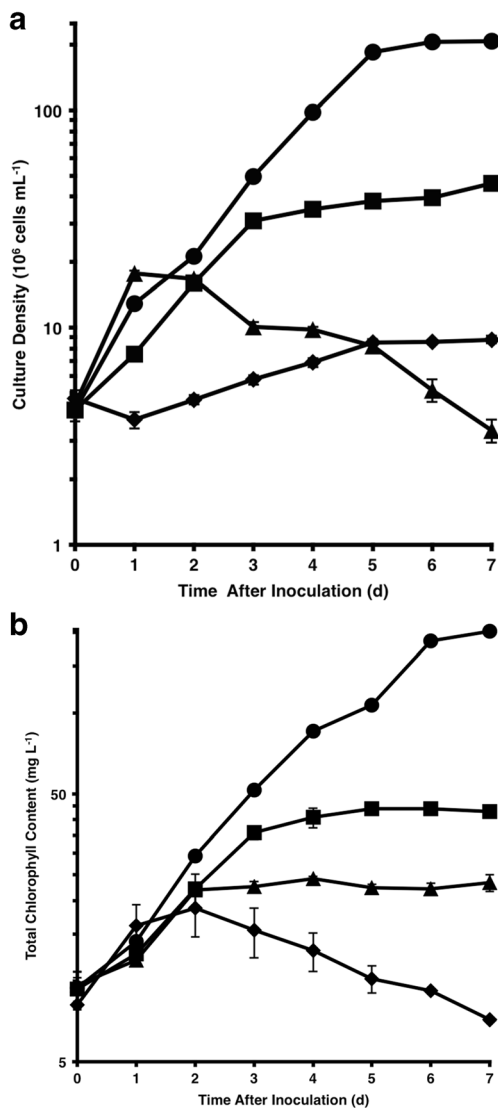 a
Culture Density (10⁶ cells mL⁻¹)
100
10
1
0 1 2 3 4 5 6 7
Time After Inoculation (d)
b
Total Chlorophyll Content (mg L⁻¹)
50
5
0 1 2 3 4 5 6 7
Time After Inoculation (d)